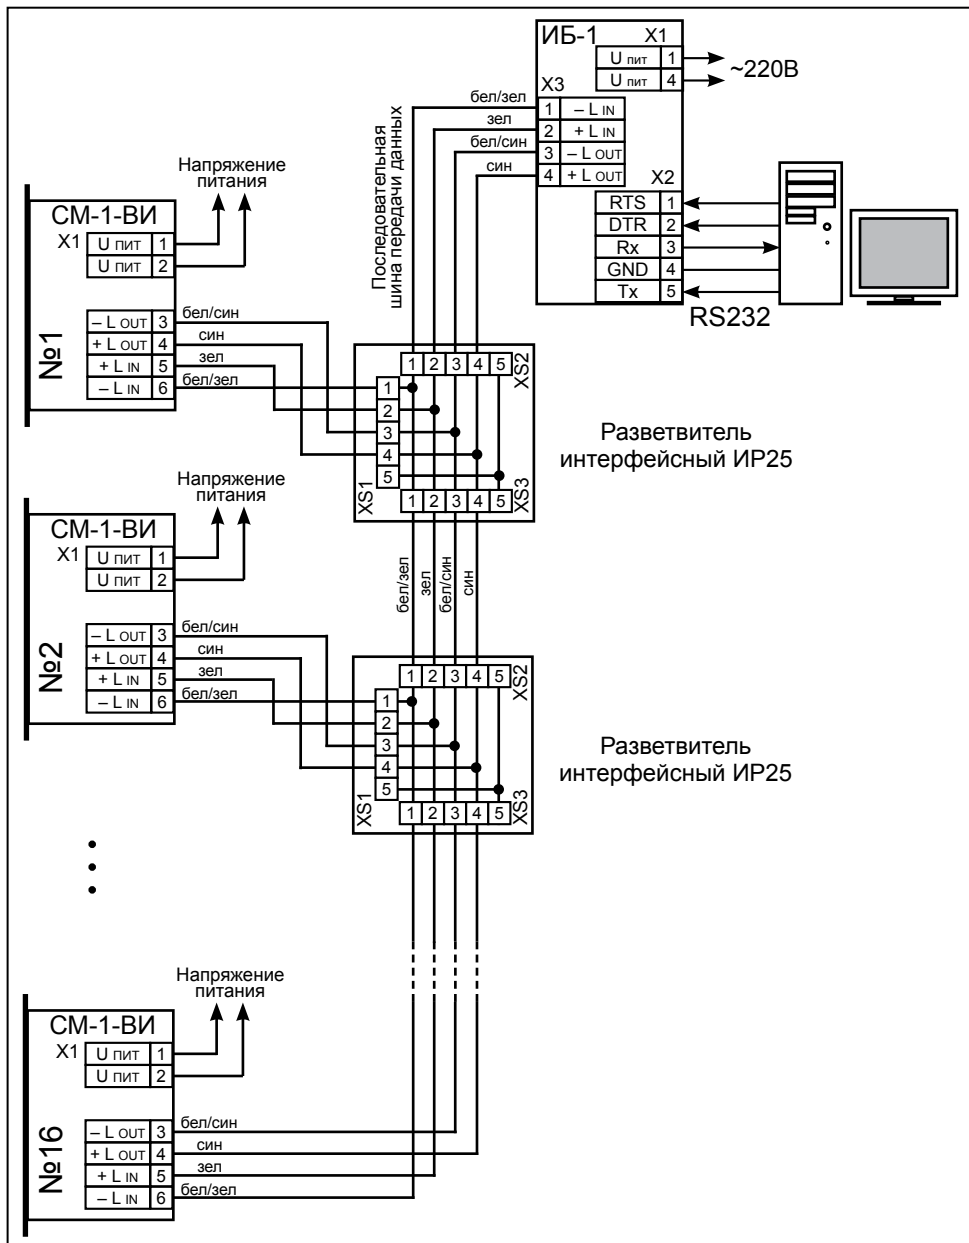 ИБ-1
X1
U пит 1
U пит 4
~220В
X3
1 – L IN
2 + L IN
3 – L OUT
4 + L OUT
бел/зел
зел
бел/син
син
Последовательная
шина передачи данных
X2
RTS 1
DTR 2
Rx 3
GND 4
Tx 5
RS232
Напряжение
питания
СМ-1-ВИ
X1
U пит 1
U пит 2
№1
– L OUT 3
+ L OUT 4
+ L IN 5
– L IN 6
бел/син
син
зел
бел/зел
1 2 3 4 5
XS2
1
2
3
4
5
XS1
1 2 3 4 5
XS3
Разветвитель
интерфейсный ИР25
Напряжение
питания
СМ-1-ВИ
X1
U пит 1
U пит 2
№2
– L OUT 3
+ L OUT 4
+ L IN 5
– L IN 6
бел/син
син
зел
бел/зел
бел/зел
зел
бел/син
син
1 2 3 4 5
XS2
1
2
3
4
5
XS1
1 2 3 4 5
XS3
Разветвитель
интерфейсный ИР25
Напряжение
питания
СМ-1-ВИ
X1
U пит 1
U пит 2
№16
– L OUT 3
+ L OUT 4
+ L IN 5
– L IN 6
бел/син
син
зел
бел/зел